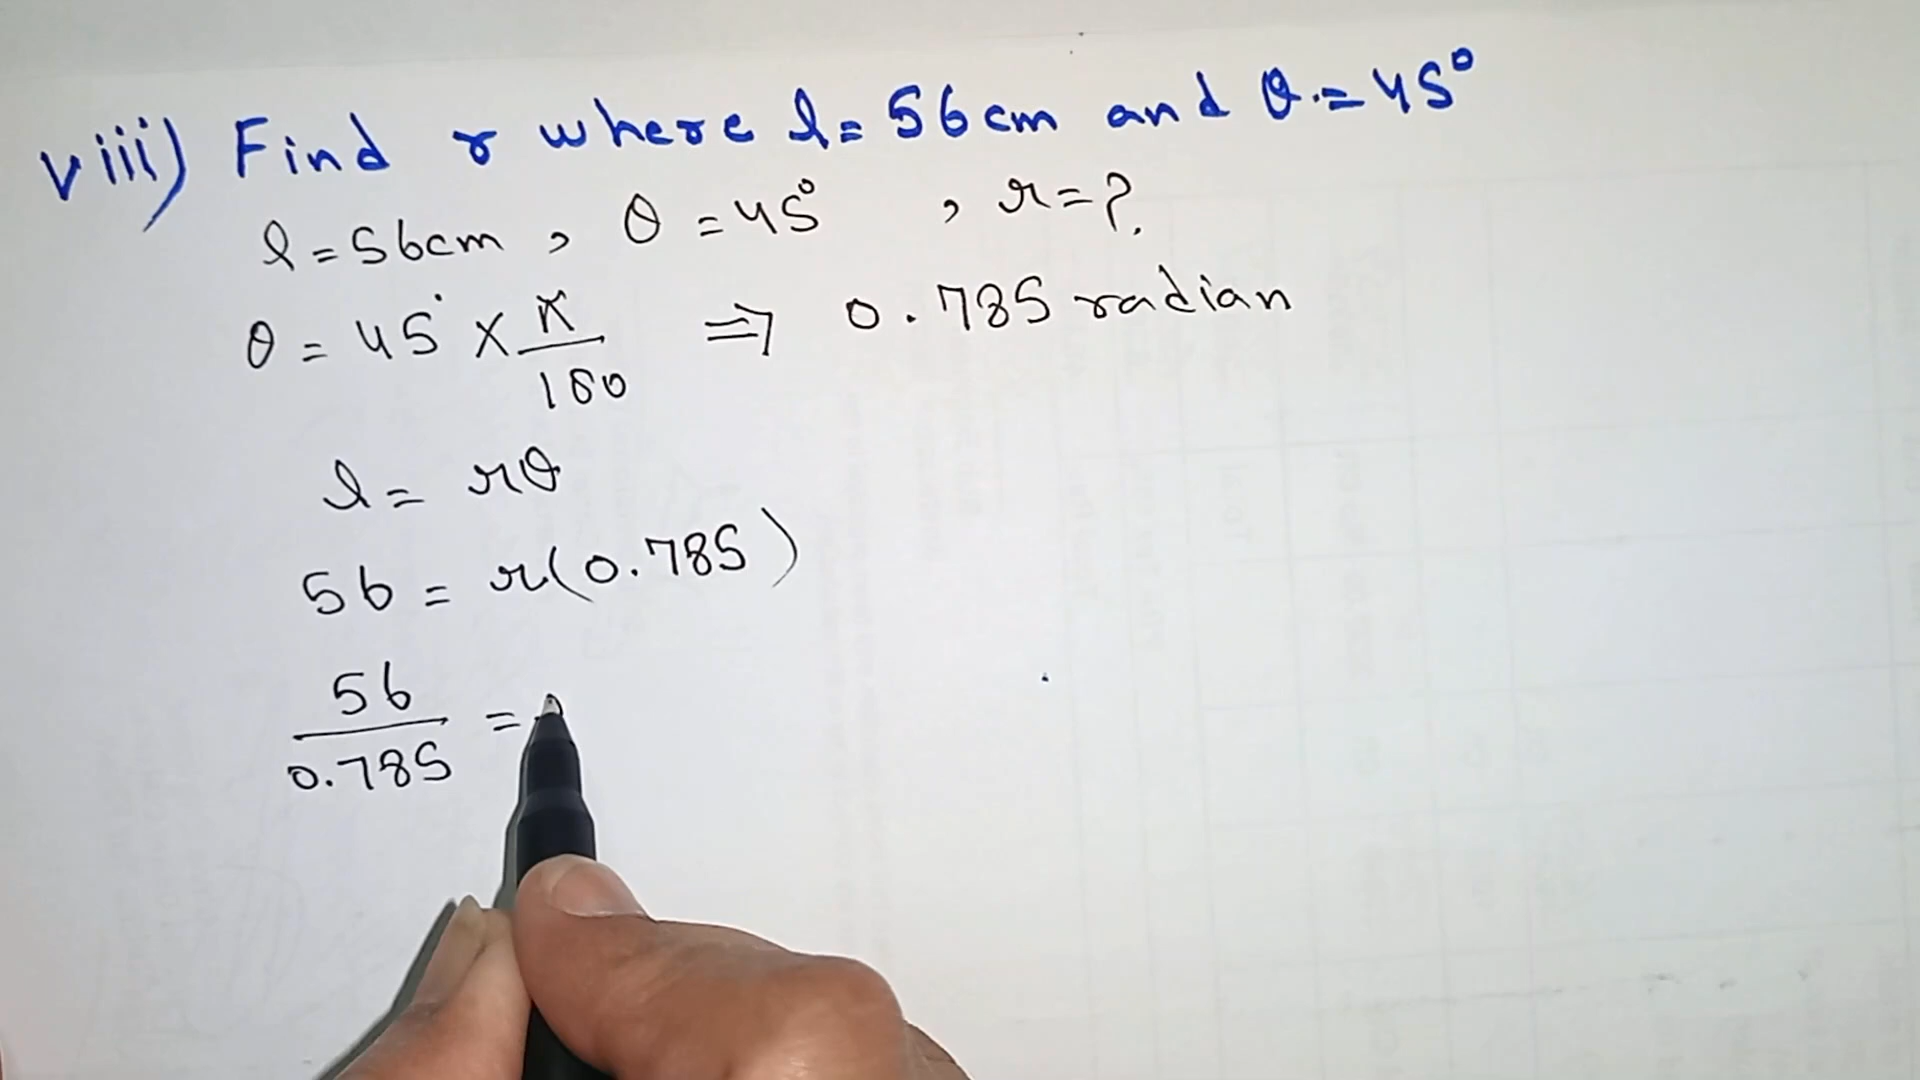 viii) Find r where l = 56 cm and θ = 45°
l = 56cm , θ = 45° , r = ?
θ = 45° × π/180 ⇒ 0.785 radian
l = rθ
56 = r(0.785)
56/0.785 =